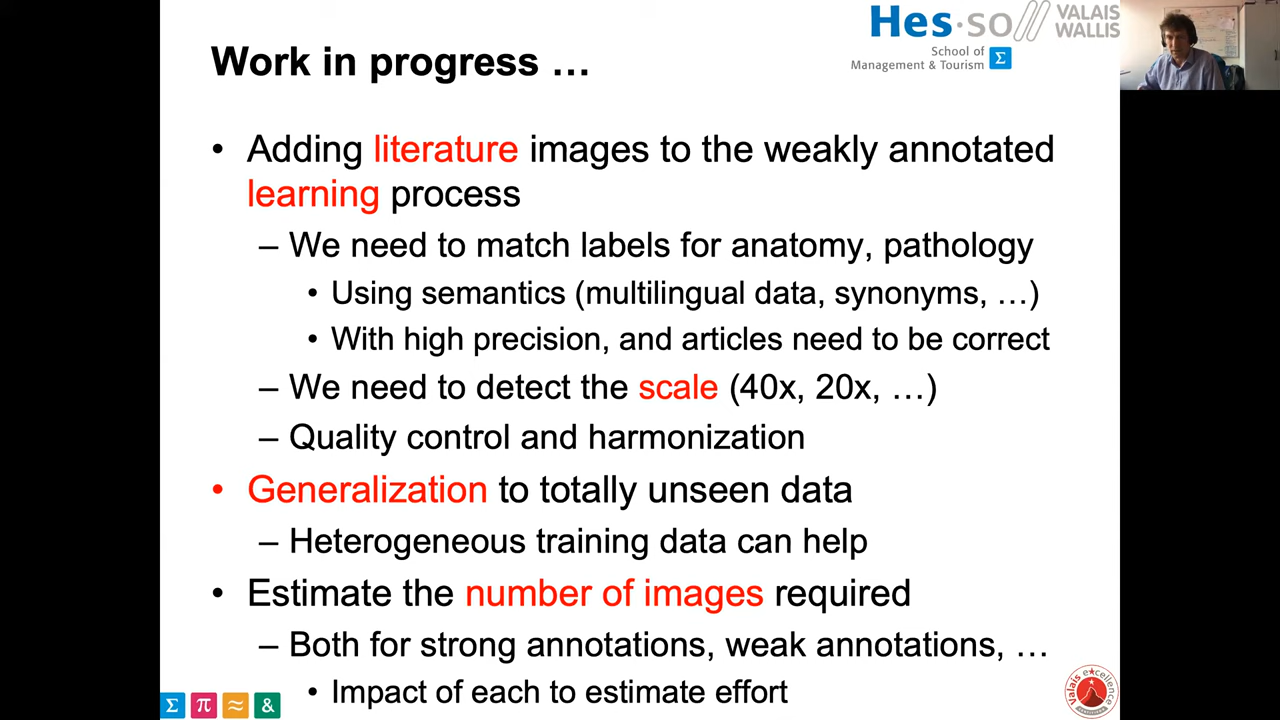 Hes·so// VALAIS
WALLIS
School of
Management & Tourism Σ
Work in progress …
• Adding literature images to the weakly annotated
learning process
– We need to match labels for anatomy, pathology
• Using semantics (multilingual data, synonyms, …)
• With high precision, and articles need to be correct
– We need to detect the scale (40x, 20x, …)
– Quality control and harmonization
• Generalization to totally unseen data
– Heterogeneous training data can help
• Estimate the number of images required
– Both for strong annotations, weak annotations, …
• Impact of each to estimate effort
Σ π ≈ &
Valais excellence